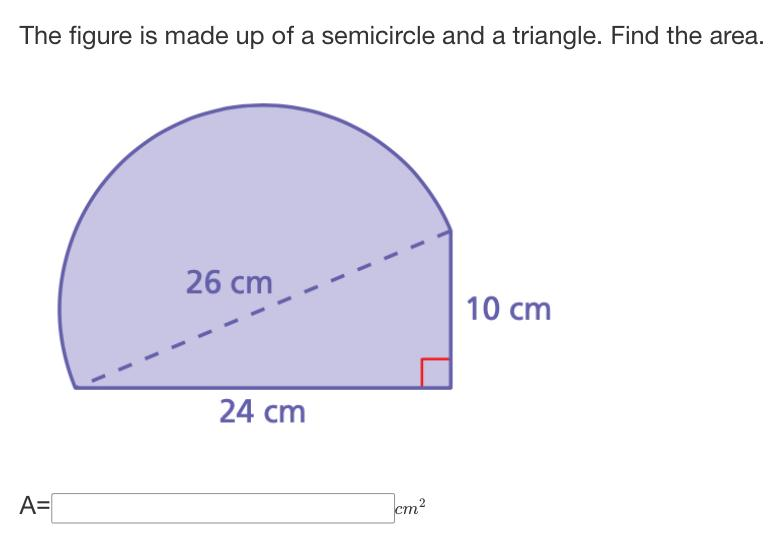 The figure is made up of a semicircle and a triangle. Find the area.
26 cm
10 cm
24 cm
A= cm²